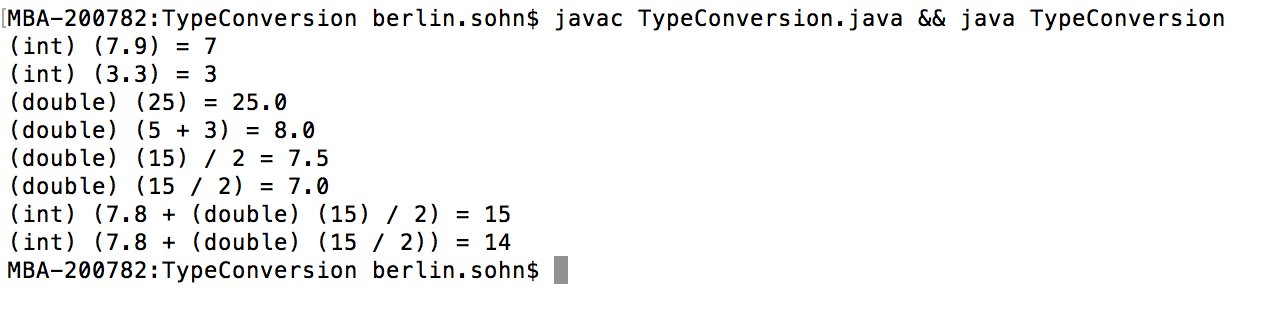 [MBA-200782:TypeConversion berlin.sohn$ javac TypeConversion.java && java TypeConversion
(int) (7.9) = 7
(int) (3.3) = 3
(double) (25) = 25.0
(double) (5 + 3) = 8.0
(double) (15) / 2 = 7.5
(double) (15 / 2) = 7.0
(int) (7.8 + (double) (15) / 2) = 15
(int) (7.8 + (double) (15 / 2)) = 14
MBA-200782:TypeConversion berlin.sohn$